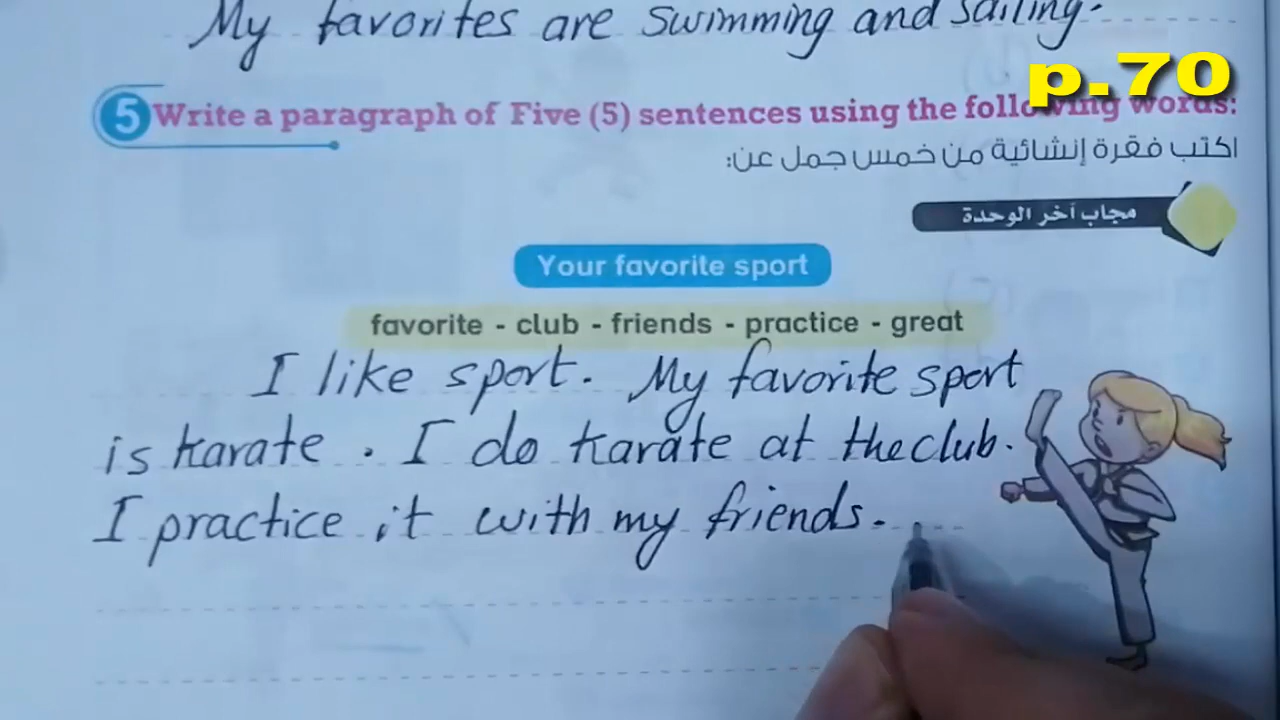 My favorites are swimming and sailing.
p.70
5 Write a paragraph of Five (5) sentences using the following words:
اكتب فقرة إنشائية من خمس جمل عن:
مجاب آخر الوحدة
Your favorite sport
favorite - club - friends - practice - great
I like sport. My favorite sport
is karate. I do karate at the club.
I practice it with my friends.